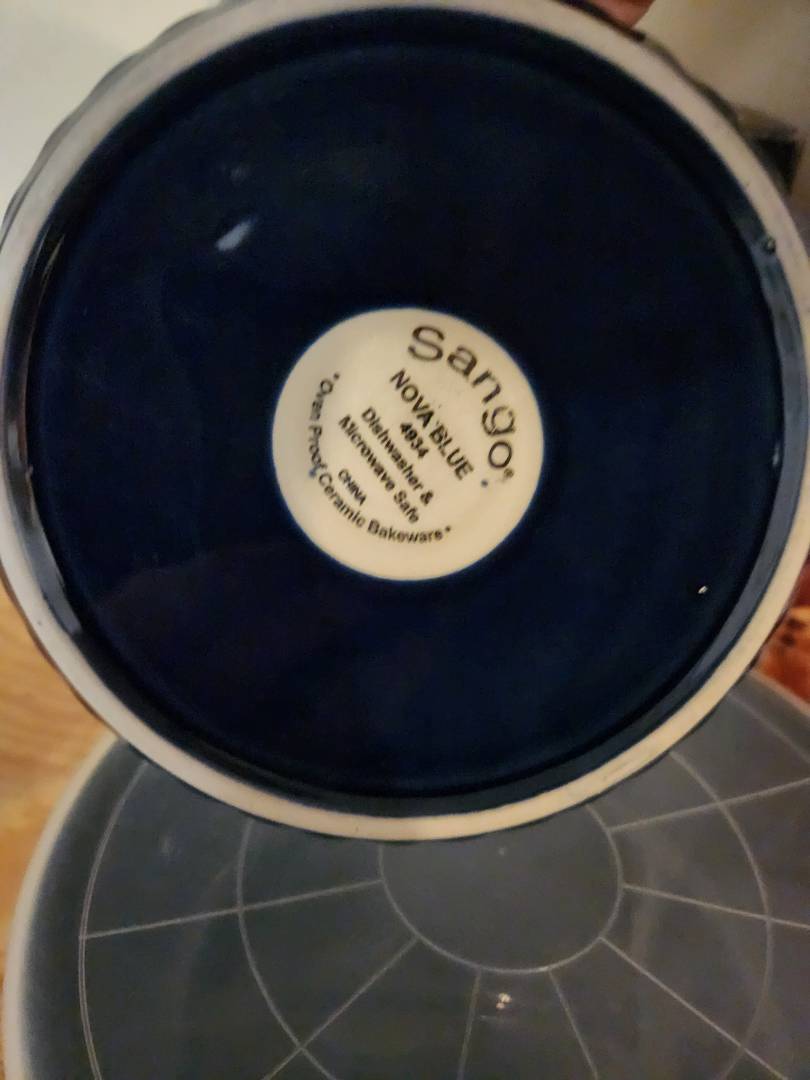 Sango®
NOVA BLUE
4934
Dishwasher &
Microwave Safe
CHINA
"Oven Proof Ceramic Bakeware"